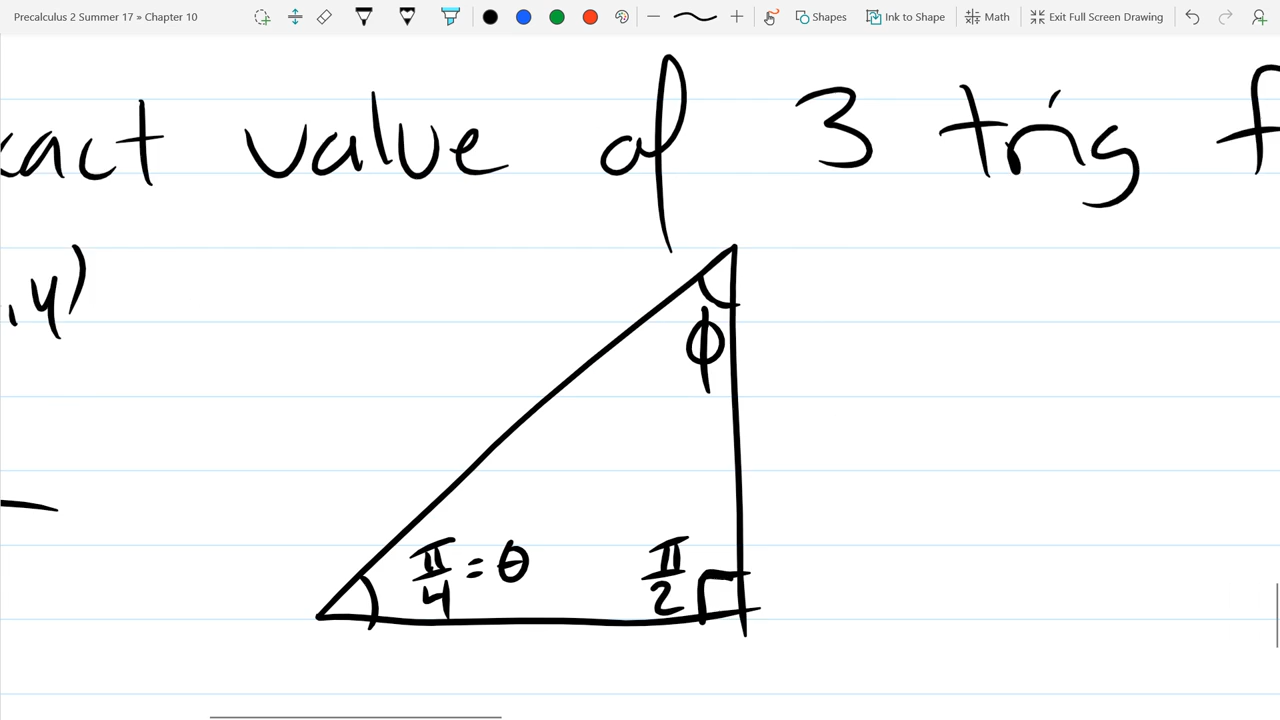 Precalculus 2 Summer 17 » Chapter 10
Shapes
Ink to Shape
Math
Exit Full Screen Drawing
xact value of 3 trig f
,y)
ϕ
π/4 = θ
π/2